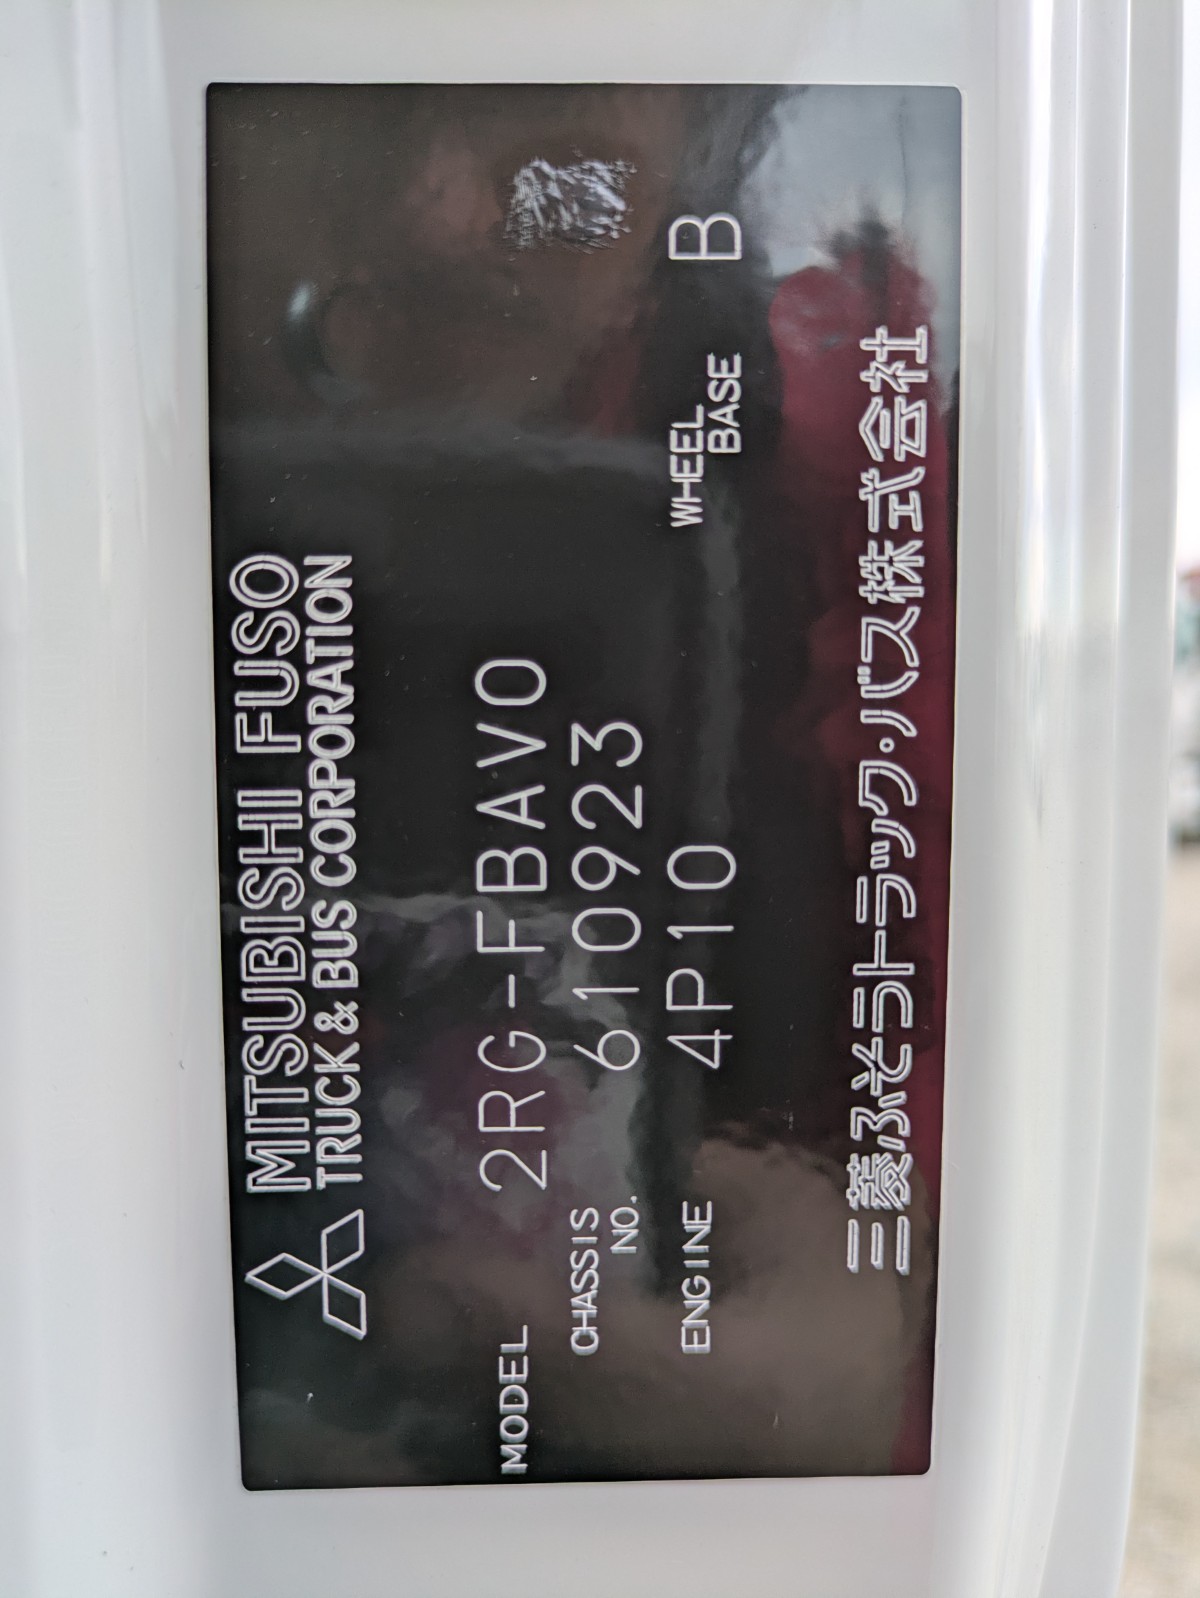 MITSUBISHI FUSO
TRUCK & BUS CORPORATION
MODEL 2RG-FBAV0
CHASSIS NO. 610923
ENGINE 4P10 WHEEL BASE B
三菱ふそうトラック・バス株式会社